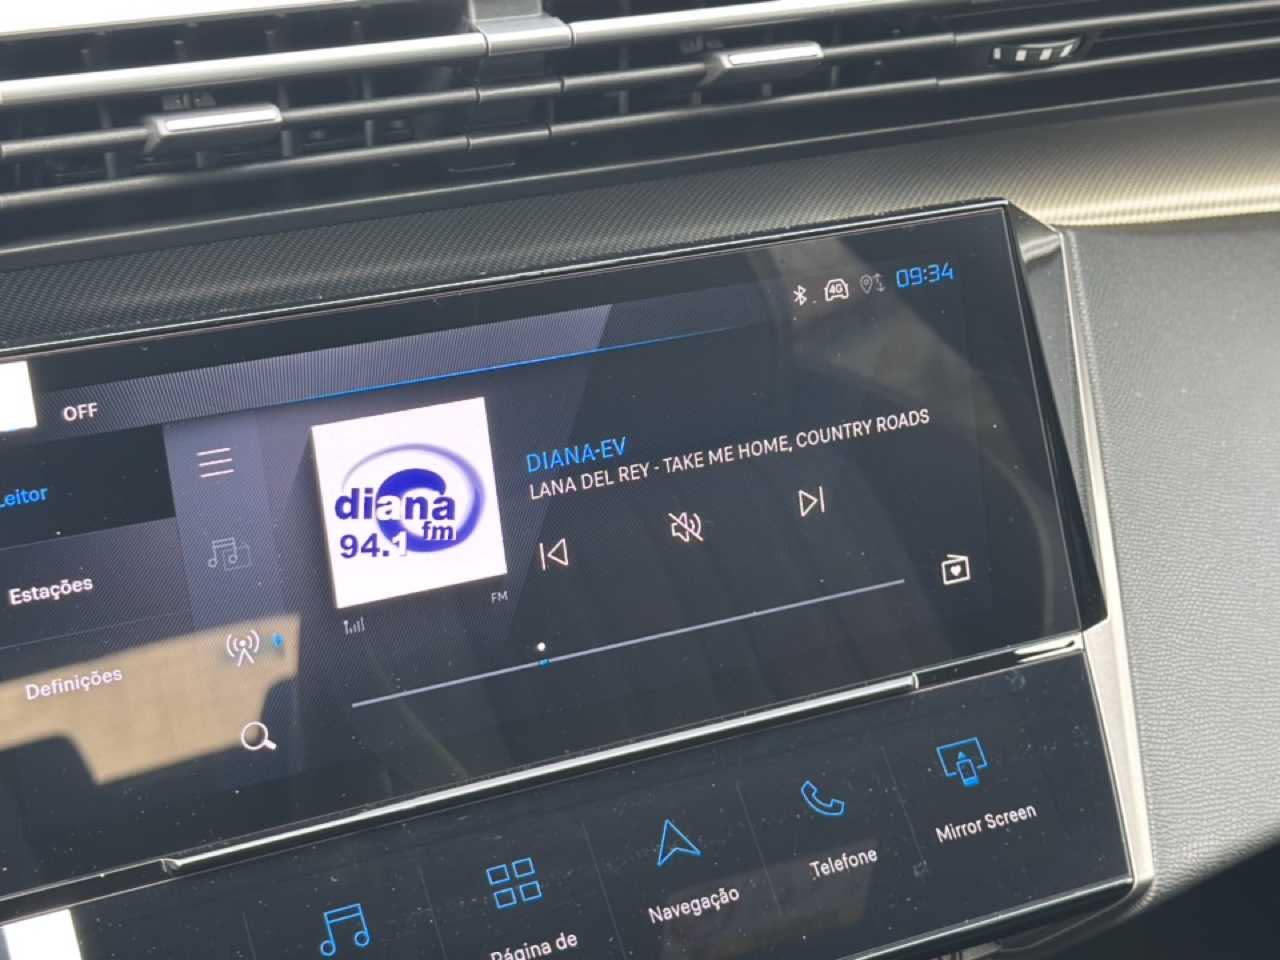 4G
09:34
OFF
DIANA-EV
LANA DEL REY - TAKE ME HOME, COUNTRY ROADS
diana
fm
94.1
FM
Leitor
Estações
Definições
Página de
Navegação
Telefone
Mirror Screen